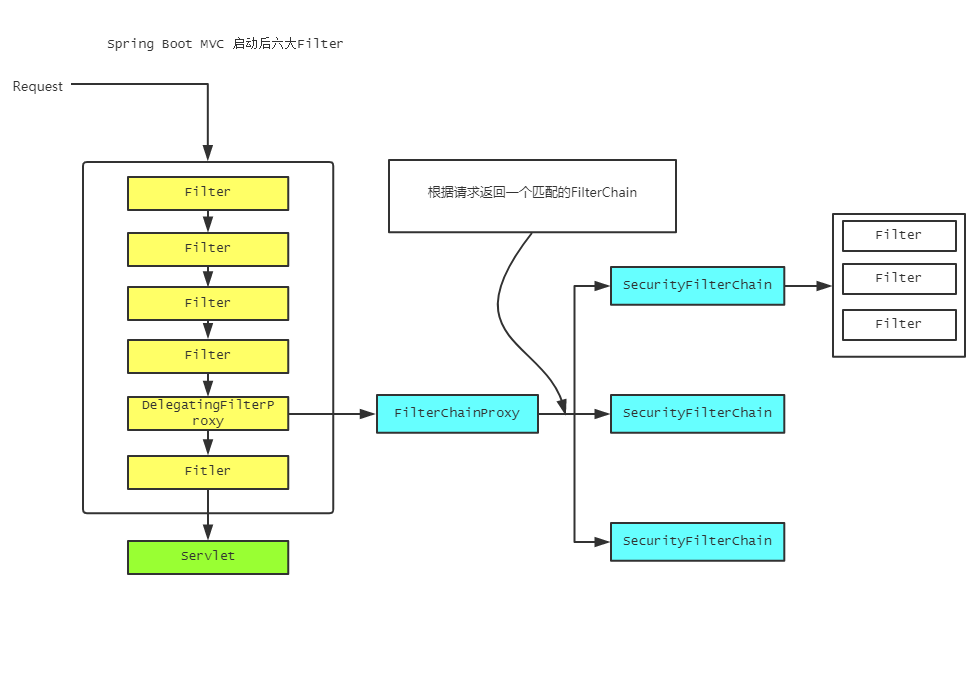 Spring Boot MVC 启动后六大Filter
Request
Filter
Filter
Filter
Filter
DelegatingFilterP
roxy
Fitler
Servlet
根据请求返回一个匹配的FilterChain
FilterChainProxy
SecurityFilterChain
SecurityFilterChain
SecurityFilterChain
Filter
Filter
Filter